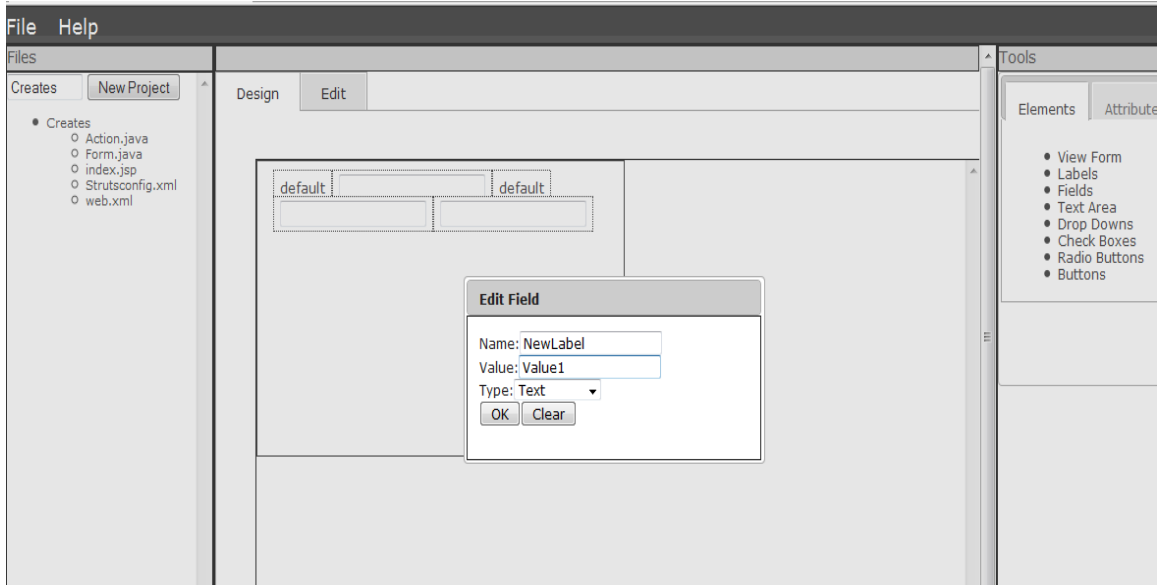 File Help
Files
Creates New Project
Creates
Action.java
Form.java
index.jsp
Strutsconfig.xml
web.xml
Design Edit
default default
Edit Field
Name: NewLabel
Value: Value1
Type: Text
OK Clear
Tools
Elements Attribute
View Form
Labels
Fields
Text Area
Drop Downs
Check Boxes
Radio Buttons
Buttons